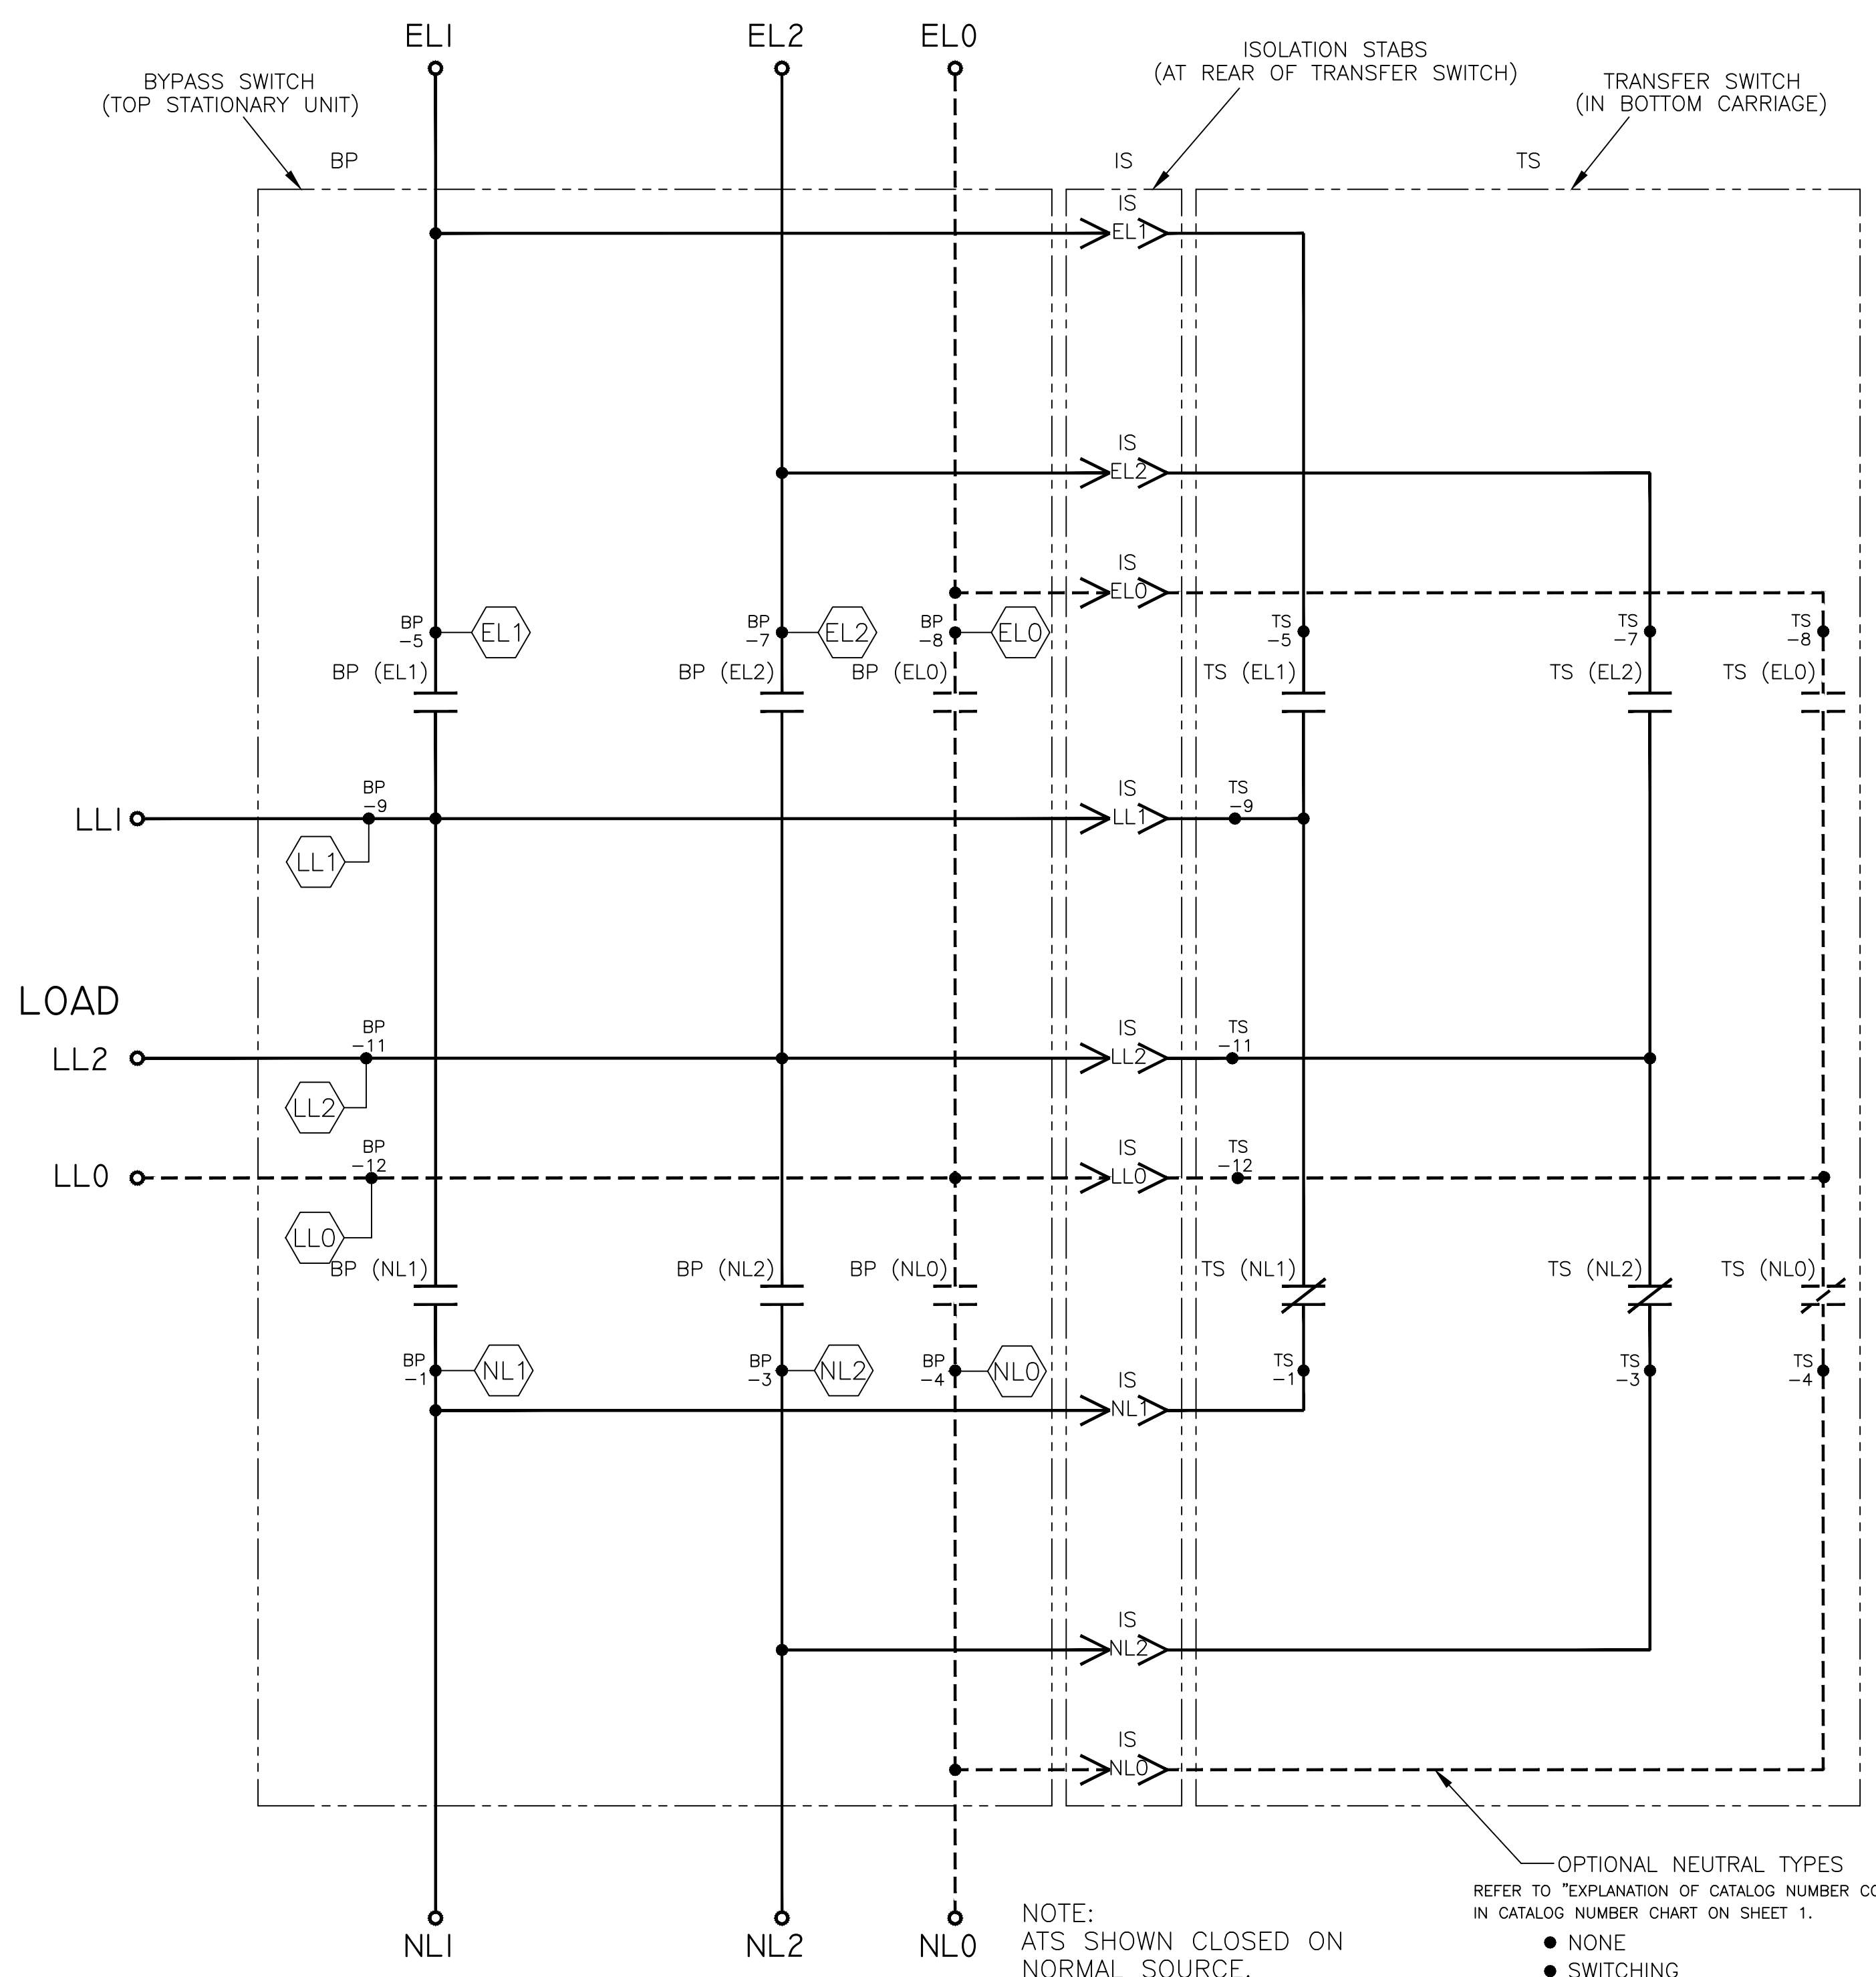 EL1
EL2
EL0
BYPASS SWITCH
(TOP STATIONARY UNIT)
ISOLATION STABS
(AT REAR OF TRANSFER SWITCH)
TRANSFER SWITCH
(IN BOTTOM CARRIAGE)
BP
IS
TS
IS
EL1
IS
EL2
IS
EL0
BP
-5
EL1
BP
-7
EL2
BP
-8
EL0
TS
-5
TS
-7
TS
-8
BP (EL1)
BP (EL2)
BP (EL0)
TS (EL1)
TS (EL2)
TS (EL0)
LL1
BP
-9
IS
LL1
TS
-9
LL1
LOAD
LL2
BP
-11
IS
LL2
TS
-11
LL2
LL0
BP
-12
IS
LL0
TS
-12
LL0
BP (NL1)
BP (NL2)
BP (NL0)
TS (NL1)
TS (NL2)
TS (NL0)
BP
-1
NL1
BP
-3
NL2
BP
-4
NL0
TS
-1
TS
-3
TS
-4
IS
NL1
IS
NL2
IS
NL0
OPTIONAL NEUTRAL TYPES
REFER TO "EXPLANATION OF CATALOG NUMBER
IN CATALOG NUMBER CHART ON SHEET 1.
● NONE
● SWITCHING
NL1
NL2
NL0
NOTE:
ATS SHOWN CLOSED ON
NORMAL SOURCE.